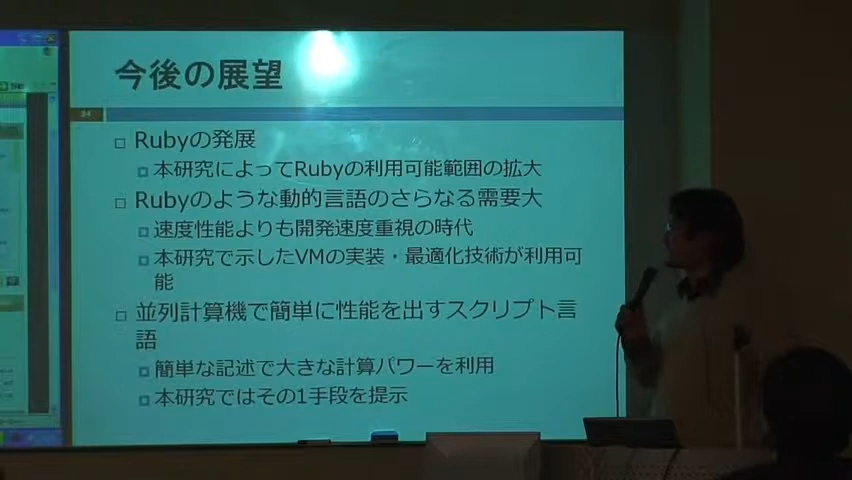 今後の展望
34
Rubyの発展
本研究によってRubyの利用可能範囲の拡大
Rubyのような動的言語のさらなる需要大
速度性能よりも開発速度重視の時代
本研究で示したVMの実装・最適化技術が利用可
能
並列計算機で簡単に性能を出すスクリプト言
語
簡単な記述で大きな計算パワーを利用
本研究ではその1手段を提示